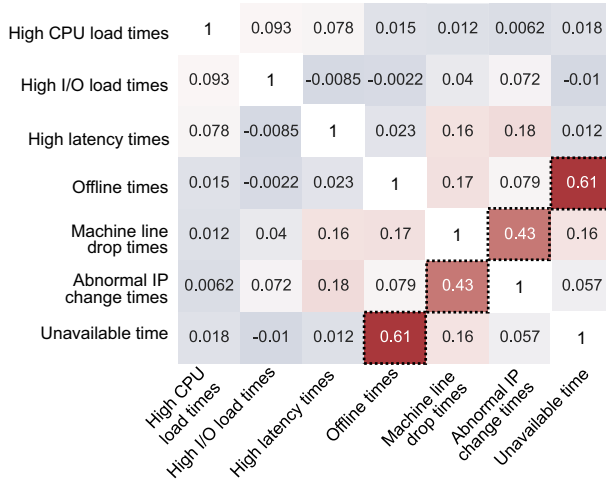 High CPU load times 1 0.093 0.078 0.015 0.012 0.0062 0.018
High I/O load times 0.093 1 -0.0085 -0.0022 0.04 0.072 -0.01
High latency times 0.078 -0.0085 1 0.023 0.16 0.18 0.012
Offline times 0.015 -0.0022 0.023 1 0.17 0.079 0.61
Machine line
drop times 0.012 0.04 0.16 0.17 1 0.43 0.16
Abnormal IP
change times 0.0062 0.072 0.18 0.079 0.43 1 0.057
Unavailable time 0.018 -0.01 0.012 0.61 0.16 0.057 1
High CPU
load times
High I/O load times
High latency times
Offline times
Machine line
drop times
Abnormal IP
change times
Unavailable time